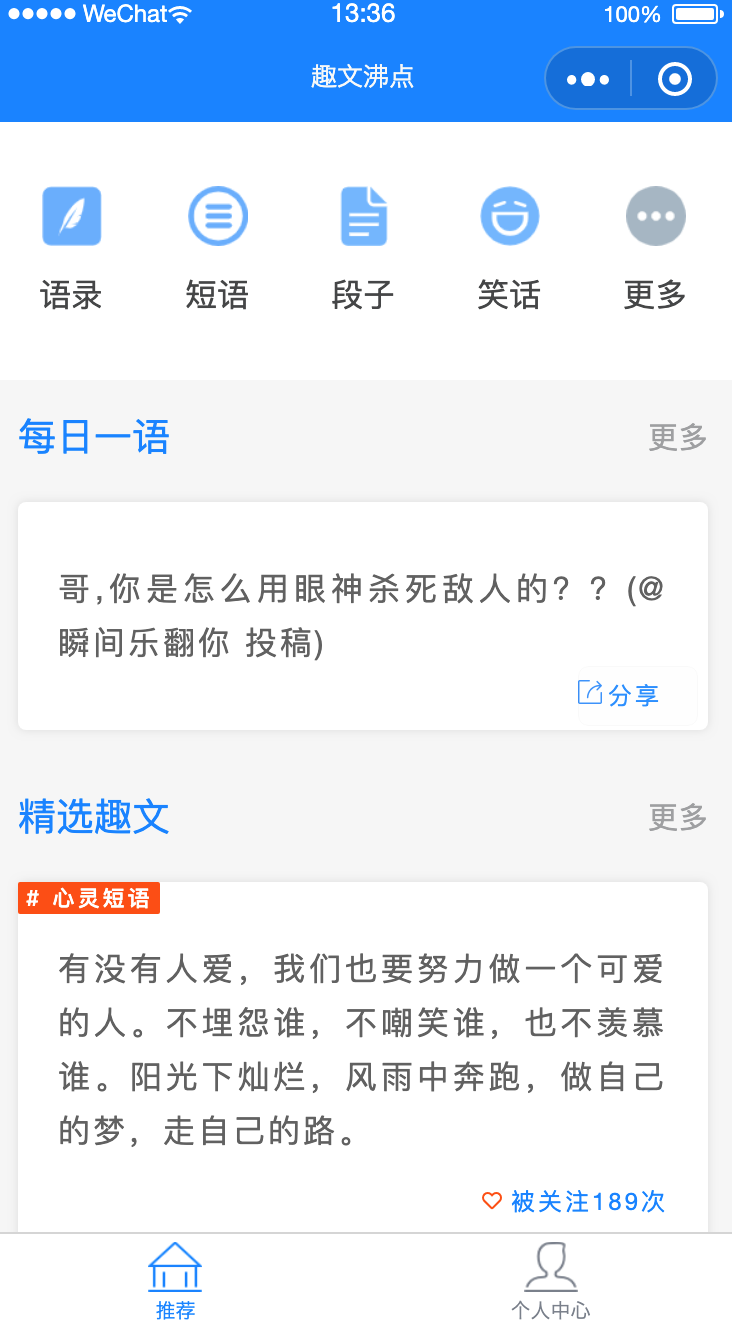 ●●●●● WeChat 13:36 100%
趣文沸点
语录 短语 段子 笑话 更多
每日一语 更多
哥,你是怎么用眼神杀死敌人的？？(@
瞬间乐翻你 投稿)
分享
精选趣文 更多
# 心灵短语
有没有人爱，我们也要努力做一个可爱
的人。不埋怨谁，不嘲笑谁，也不羡慕
谁。阳光下灿烂，风雨中奔跑，做自己
的梦，走自己的路。
被关注189次
推荐 个人中心